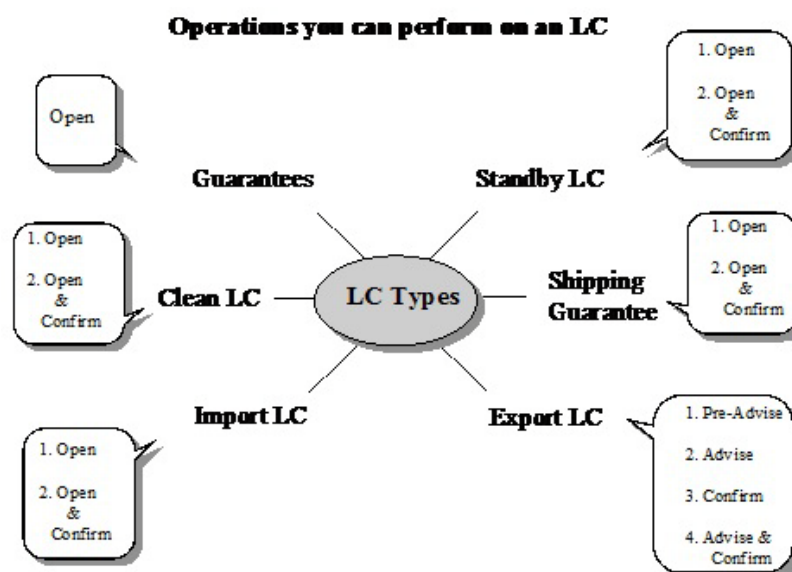 Operations you can perform on an LC
Open
Guarantees
1. Open
2. Open
&
Confirm
Standby LC
1. Open
2. Open
&
Confirm
Clean LC
LC Types
Shipping
Guarantee
1. Open
2. Open
&
Confirm
1. Open
2. Open
&
Confirm
Import LC
Export LC
1. Pre-Advise
2. Advise
3. Confirm
4. Advise &
Confirm